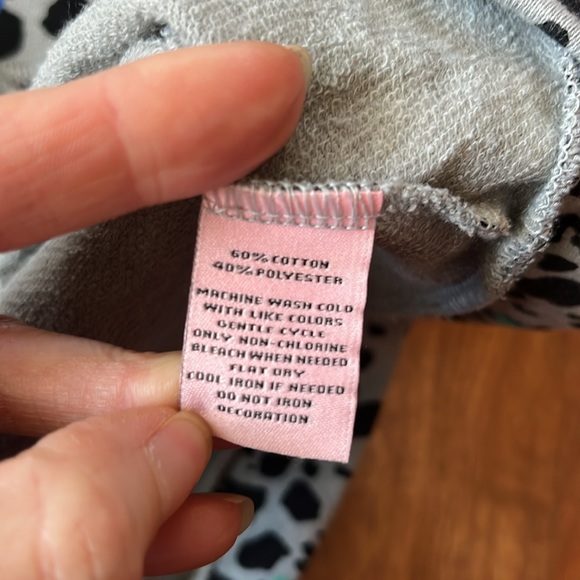 60% COTTON
40% POLYESTER
MACHINE WASH COLD
WITH LIKE COLORS
GENTLE CYCLE
ONLY NON-CHLORINE
BLEACH WHEN NEEDED
FLAT DRY
COOL IRON IF NEEDED
DO NOT IRON
DECORATION